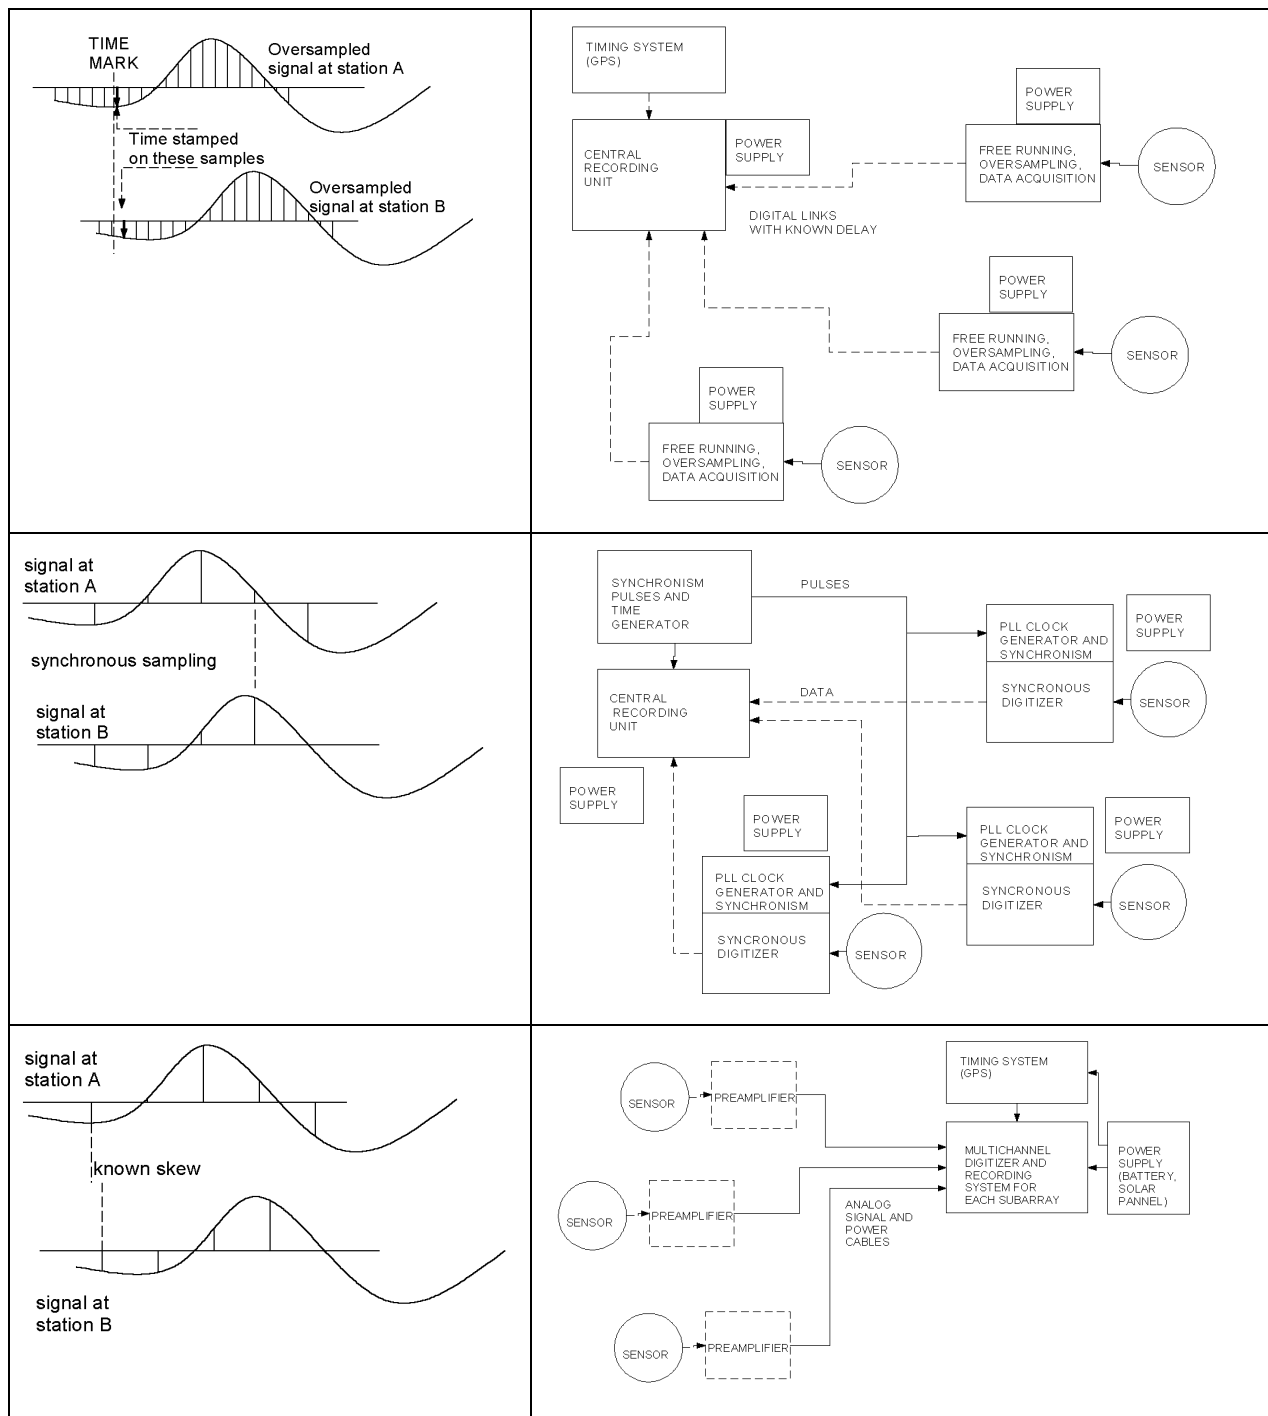 TIME
MARK
Oversampled
signal at station A
Time stamped
on these samples
Oversampled
signal at station B
TIMING SYSTEM
(GPS)
CENTRAL
RECORDING
UNIT
POWER
SUPPLY
DIGITAL LINKS
WITH KNOWN DELAY
POWER
SUPPLY
FREE RUNNING,
OVERSAMPLING,
DATA ACQUISITION
SENSOR
POWER
SUPPLY
FREE RUNNING,
OVERSAMPLING,
DATA ACQUISITION
SENSOR
POWER
SUPPLY
FREE RUNNING,
OVERSAMPLING,
DATA ACQUISITION
SENSOR
signal at
station A
synchronous sampling
signal at
station B
SYNCHRONISM
PULSES AND
TIME
GENERATOR
PULSES
CENTRAL
RECORDING
UNIT
DATA
POWER
SUPPLY
PLL CLOCK
GENERATOR AND
SYNCHRONISM
SYNCRONOUS
DIGITIZER
POWER
SUPPLY
SENSOR
POWER
SUPPLY
PLL CLOCK
GENERATOR AND
SYNCHRONISM
SYNCRONOUS
DIGITIZER
SENSOR
PLL CLOCK
GENERATOR AND
SYNCHRONISM
SYNCRONOUS
DIGITIZER
POWER
SUPPLY
SENSOR
signal at
station A
known skew
signal at
station B
SENSOR
PREAMPLIFIER
SENSOR
PREAMPLIFIER
SENSOR
PREAMPLIFIER
ANALOG
SIGNAL AND
POWER
CABLES
TIMING SYSTEM
(GPS)
MULTICHANNEL
DIGITIZER AND
RECORDING
SYSTEM FOR
EACH SUBARRAY
POWER
SUPPLY
(BATTERY,
SOLAR
PANNEL)